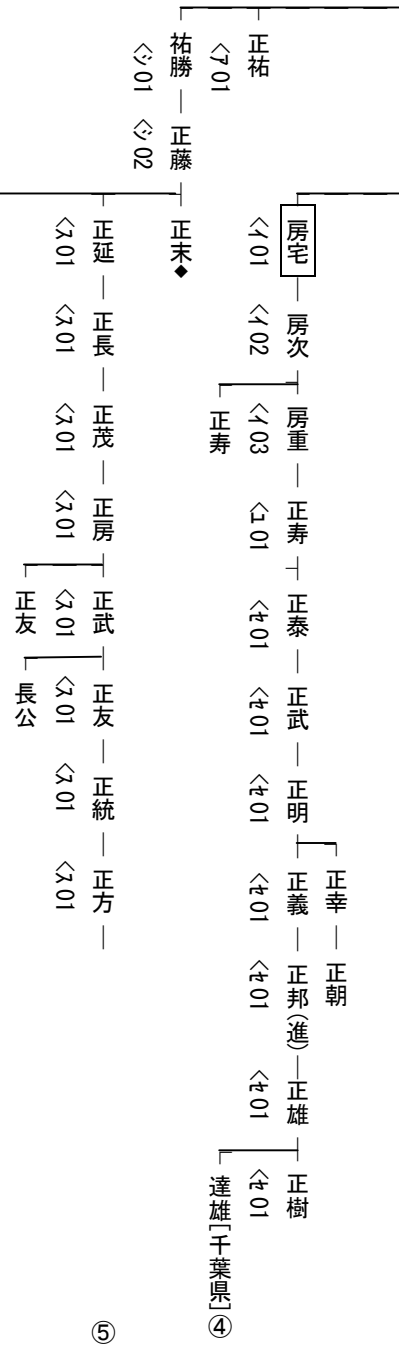 正幸 ― 正朝
房宅 ― 房次 ― 房重 ― 正寿 ― 正泰 ― 正武 ― 正明 ― 正義 ― 正邦(進) ― 正雄 ― 正樹
正祐
〈イ01 〈イ02 〈イ03 〈コ01 〈セ01 〈セ01 〈セ01 〈セ01 〈セ01 〈セ01 〈セ01
〈ア01
正寿
達雄[千葉県]④
祐勝 ― 正藤 ― 正末◆
〈シ01 〈シ02
正延 ― 正長 ― 正茂 ― 正房 ― 正武 ― 正友 ― 正統 ― 正方 ― ⑤
〈ス01 〈ス01 〈ス01 〈ス01 〈ス01 〈ス01 〈ス01 〈ス01
正友
長公